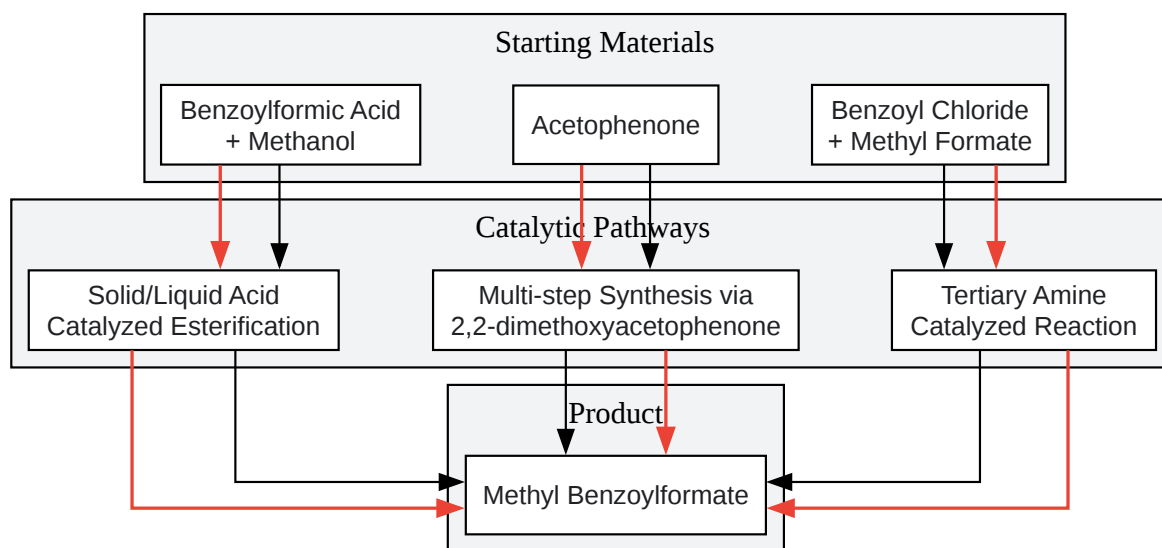 Starting Materials
Benzoylformic Acid
+ Methanol
Acetophenone
Benzoyl Chloride
+ Methyl Formate
Catalytic Pathways
Solid/Liquid Acid
Catalyzed Esterification
Multi-step Synthesis via
2,2-dimethoxyacetophenone
Tertiary Amine
Catalyzed Reaction
Product
Methyl Benzoylformate